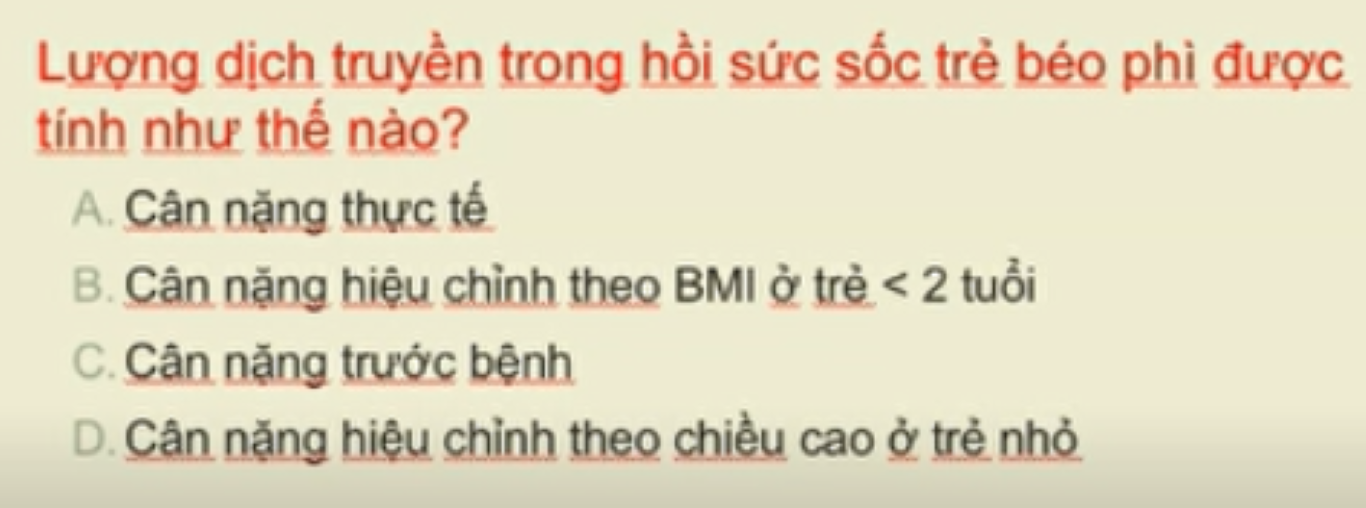 Lượng dịch truyền trong hồi sức sốc trẻ béo phì được
tính như thế nào?
A. Cân nặng thực tế
B. Cân nặng hiệu chỉnh theo BMI ở trẻ < 2 tuổi
C. Cân nặng trước bệnh
D. Cân nặng hiệu chỉnh theo chiều cao ở trẻ nhỏ